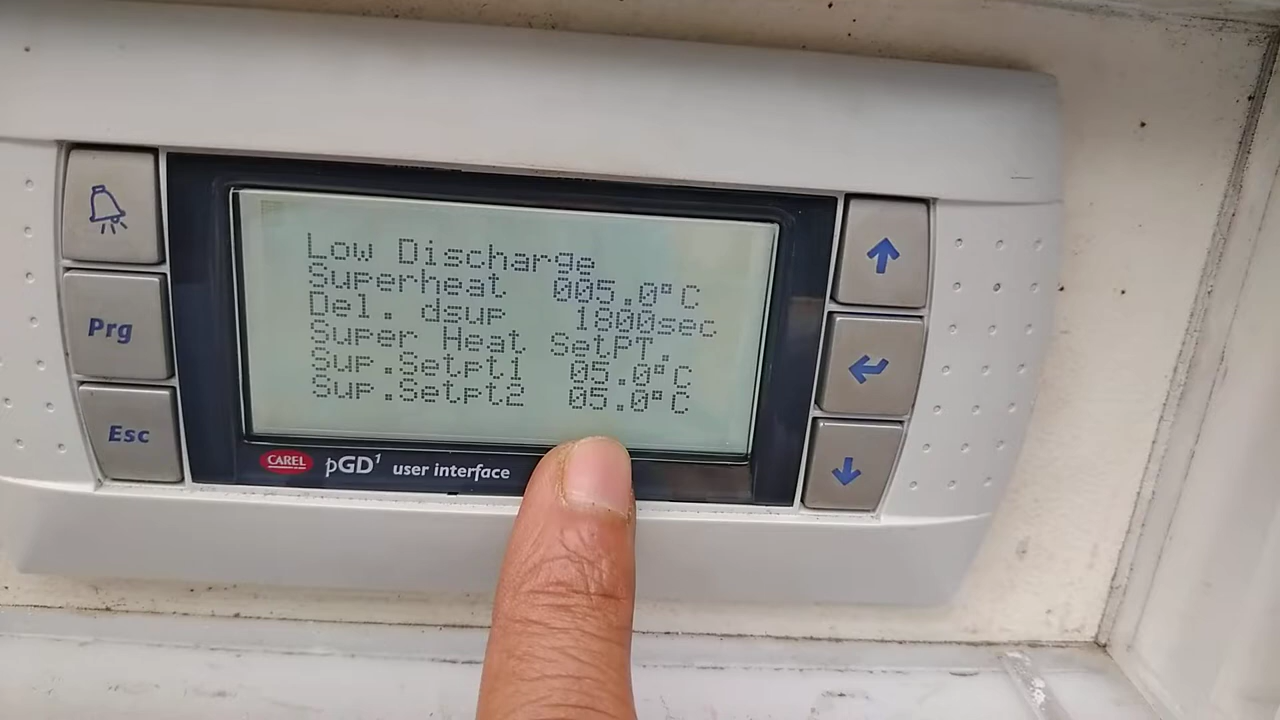 Low Discharge
Superheat 005.0°C
Del. dsup 1800sec
Super Heat SetPT.
Sup.Setpt1 05.0°C
Sup.Setpt2 05.0°C
Prg
Esc
CAREL pGD¹ user interface